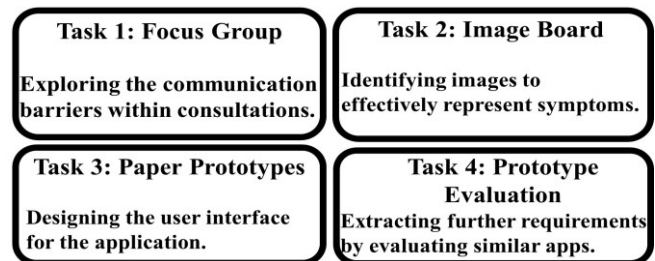 Task 1: Focus Group
Exploring the communication
barriers within consultations.
Task 2: Image Board
Identifying images to
effectively represent symptoms.
Task 3: Paper Prototypes
Designing the user interface
for the application.
Task 4: Prototype
Evaluation
Extracting further requirements
by evaluating similar apps.